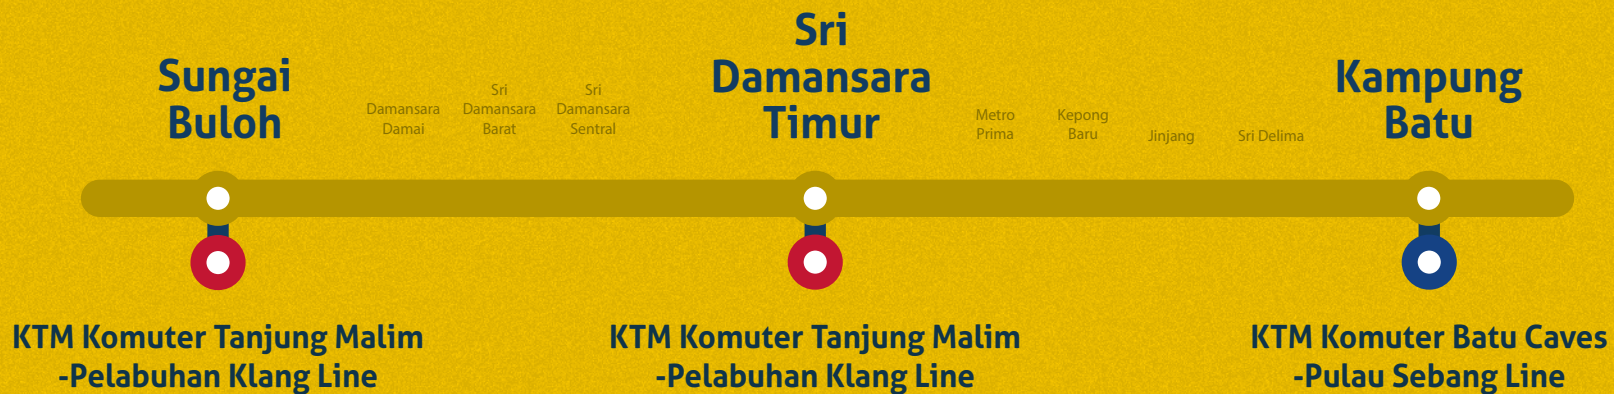 Sungai
Buloh
Damansara
Damai
Sri
Damansara
Barat
Sri
Damansara
Sentral
Sri
Damansara
Timur
Metro
Prima
Kepong
Baru
Jinjang
Sri Delima
Kampung
Batu
KTM Komuter Tanjung Malim
-Pelabuhan Klang Line
KTM Komuter Tanjung Malim
-Pelabuhan Klang Line
KTM Komuter Batu Caves
-Pulau Sebang Line